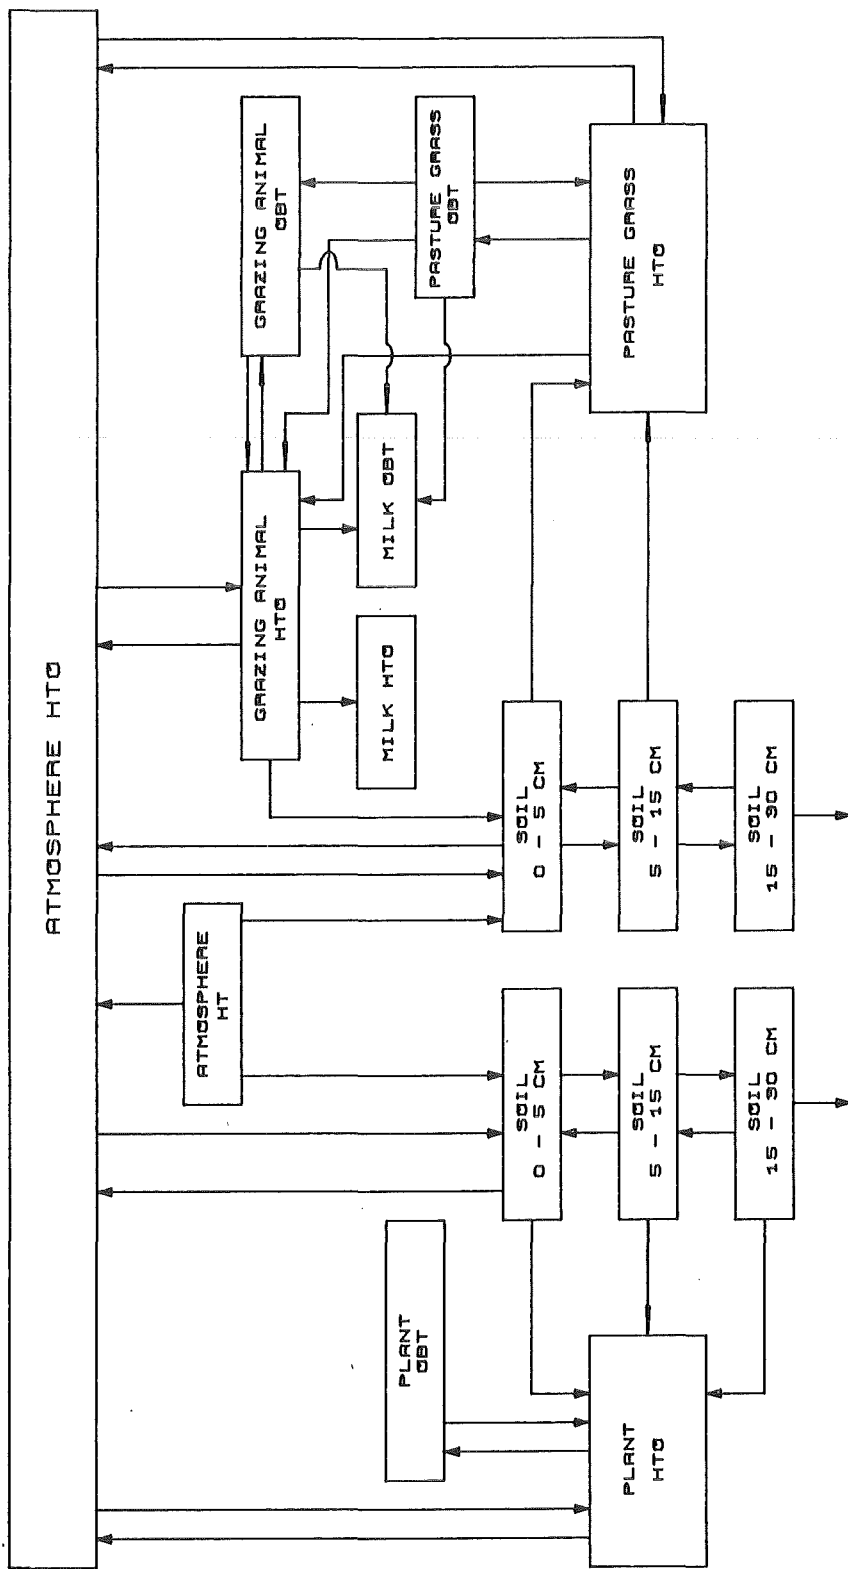 ATMOSPHERE HTO
ATMOSPHERE
HT
GRAZING ANIMAL
HTO
GRAZING ANIMAL
OBT
PLANT
OBT
MILK HTO
MILK OBT
PASTURE GRASS
OBT
SOIL
0 - 5 CM
SOIL
0 - 5 CM
PLANT
HTO
SOIL
5 - 15 CM
SOIL
5 - 15 CM
PASTURE GRASS
HTO
SOIL
15 - 30 CM
SOIL
15 - 30 CM